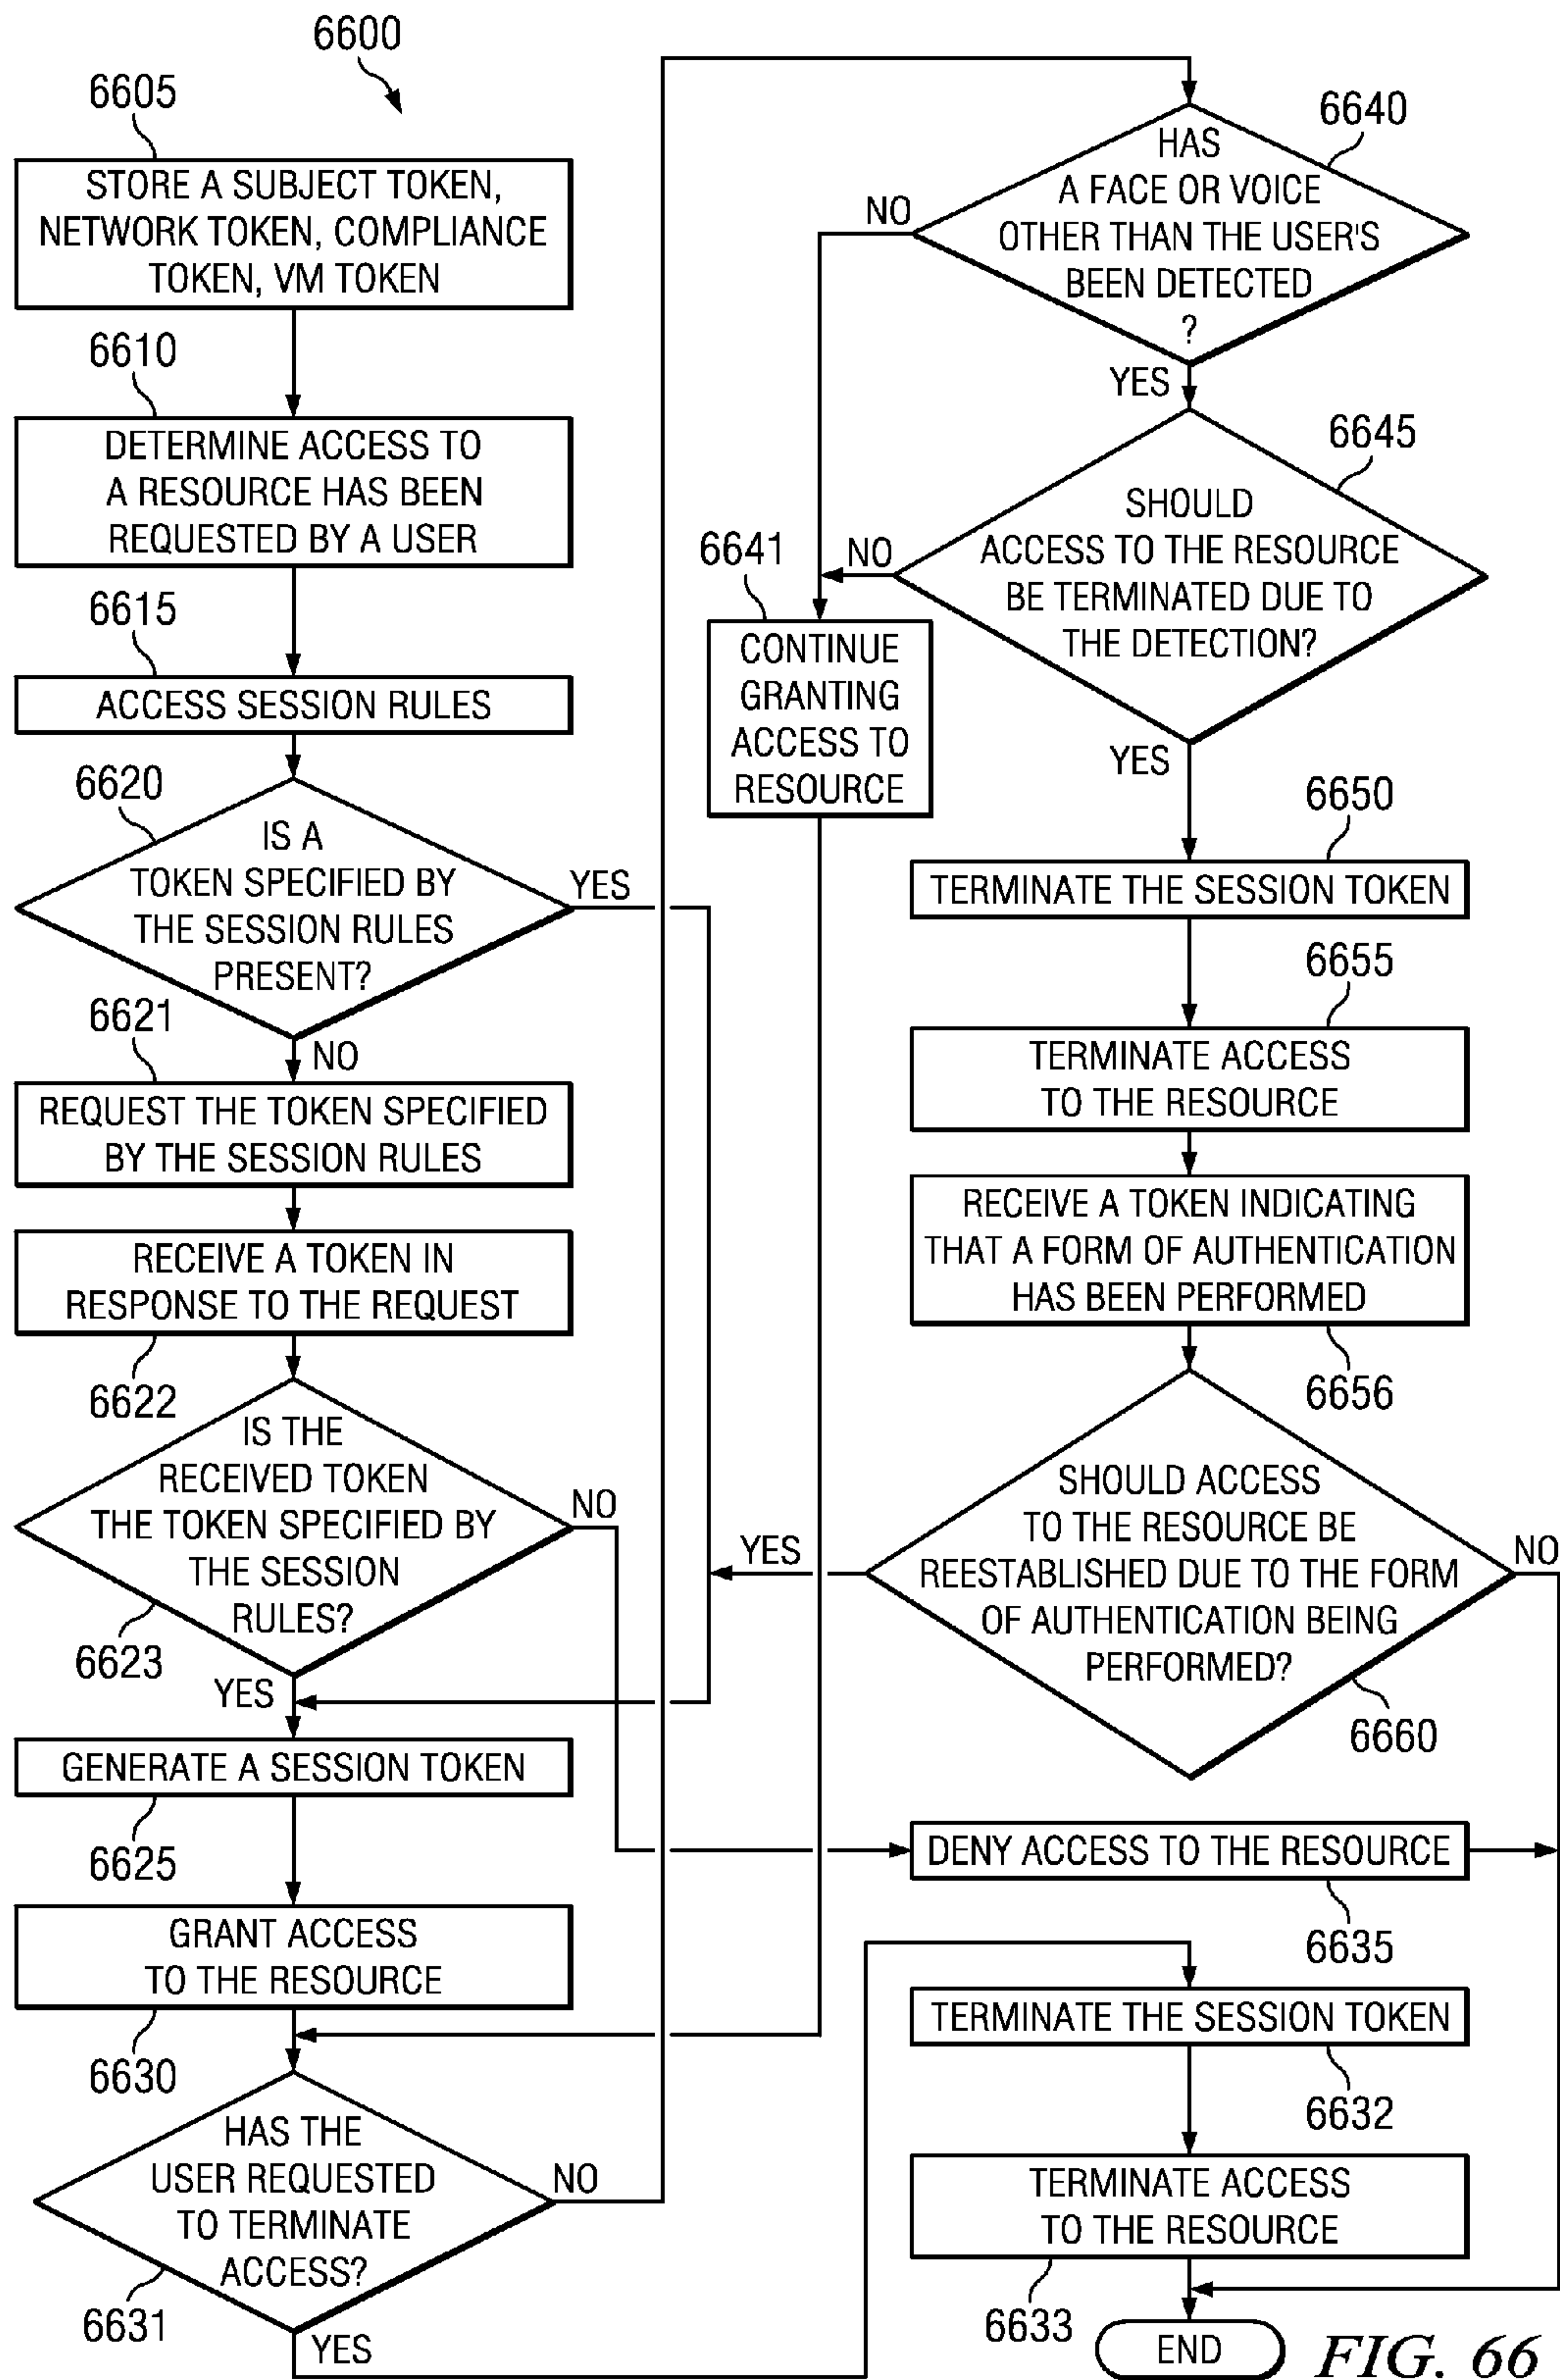 6600
6605
STORE A SUBJECT TOKEN,
NETWORK TOKEN, COMPLIANCE
TOKEN, VM TOKEN
6610
DETERMINE ACCESS TO
A RESOURCE HAS BEEN
REQUESTED BY A USER
6615
ACCESS SESSION RULES
6620
IS A
TOKEN SPECIFIED BY
THE SESSION RULES
PRESENT?
YES
NO
6621
REQUEST THE TOKEN SPECIFIED
BY THE SESSION RULES
RECEIVE A TOKEN IN
RESPONSE TO THE REQUEST
6622
IS THE
RECEIVED TOKEN
THE TOKEN SPECIFIED BY
THE SESSION
RULES?
NO
6623
YES
GENERATE A SESSION TOKEN
6625
GRANT ACCESS
TO THE RESOURCE
6630
HAS THE
USER REQUESTED
TO TERMINATE
ACCESS?
NO
6631
YES
6640
HAS
A FACE OR VOICE
OTHER THAN THE USER'S
BEEN DETECTED
?
NO
YES
6645
SHOULD
ACCESS TO THE RESOURCE
BE TERMINATED DUE TO
THE DETECTION?
NO
YES
6641
CONTINUE
GRANTING
ACCESS TO
RESOURCE
6650
TERMINATE THE SESSION TOKEN
6655
TERMINATE ACCESS
TO THE RESOURCE
RECEIVE A TOKEN INDICATING
THAT A FORM OF AUTHENTICATION
HAS BEEN PERFORMED
6656
SHOULD ACCESS
TO THE RESOURCE BE
REESTABLISHED DUE TO THE FORM
OF AUTHENTICATION BEING
PERFORMED?
YES
NO
6660
DENY ACCESS TO THE RESOURCE
6635
TERMINATE THE SESSION TOKEN
6632
TERMINATE ACCESS
TO THE RESOURCE
6633
END
FIG. 66